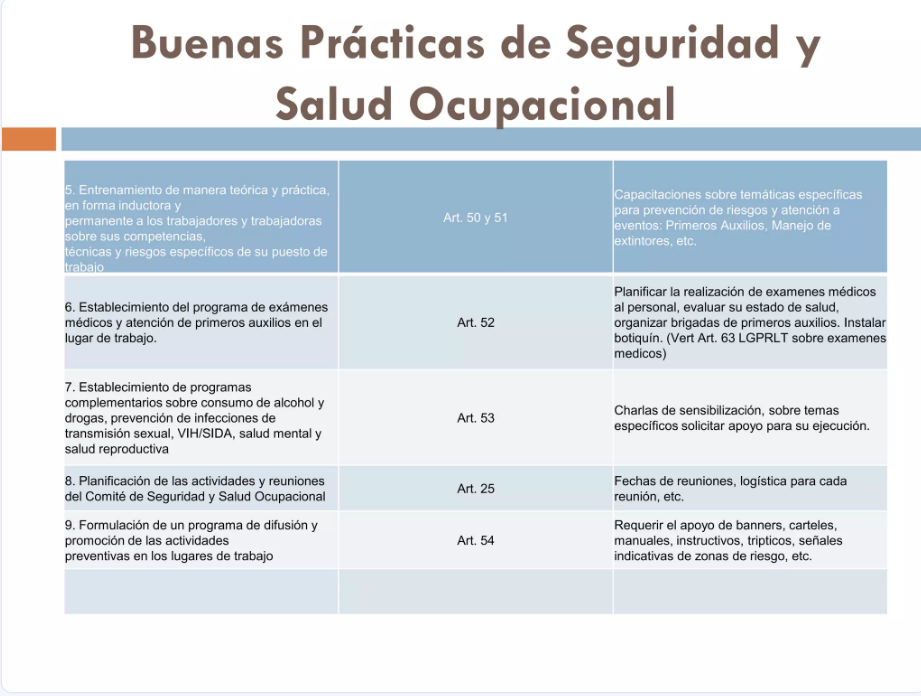 Buenas Prácticas de Seguridad y
Salud Ocupacional
5. Entrenamiento de manera teórica y práctica,
en forma inductora y
permanente a los trabajadores y trabajadoras
sobre sus competencias,
técnicas y riesgos específicos de su puesto de
trabajo
Art. 50 y 51
Capacitaciones sobre temáticas específicas
para prevención de riesgos y atención a
eventos: Primeros Auxilios, Manejo de
extintores, etc.
6. Establecimiento del programa de exámenes
médicos y atención de primeros auxilios en el
lugar de trabajo.
Art. 52
Planificar la realización de examenes médicos
al personal, evaluar su estado de salud,
organizar brigadas de primeros auxilios. Instalar
botiquín. (Vert Art. 63 LGPRLT sobre examenes
medicos)
7. Establecimiento de programas
complementarios sobre consumo de alcohol y
drogas, prevención de infecciones de
transmisión sexual, VIH/SIDA, salud mental y
salud reproductiva
Art. 53
Charlas de sensibilización, sobre temas
específicos solicitar apoyo para su ejecución.
8. Planificación de las actividades y reuniones
del Comité de Seguridad y Salud Ocupacional
Art. 25
Fechas de reuniones, logística para cada
reunión, etc.
9. Formulación de un programa de difusión y
promoción de las actividades
preventivas en los lugares de trabajo
Art. 54
Requerir el apoyo de banners, carteles,
manuales, instructivos, tripticos, señales
indicativas de zonas de riesgo, etc.